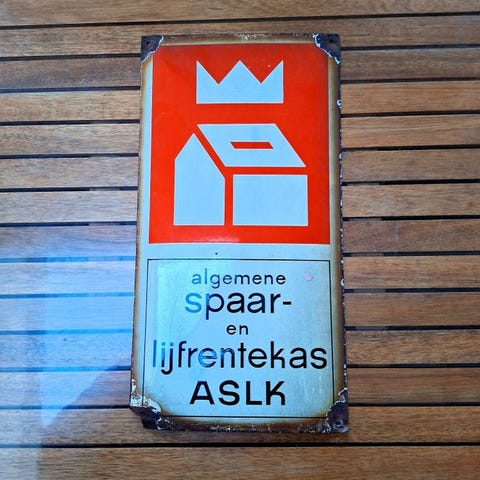 algemene
spaar-
en
lijfrentekas
ASLK